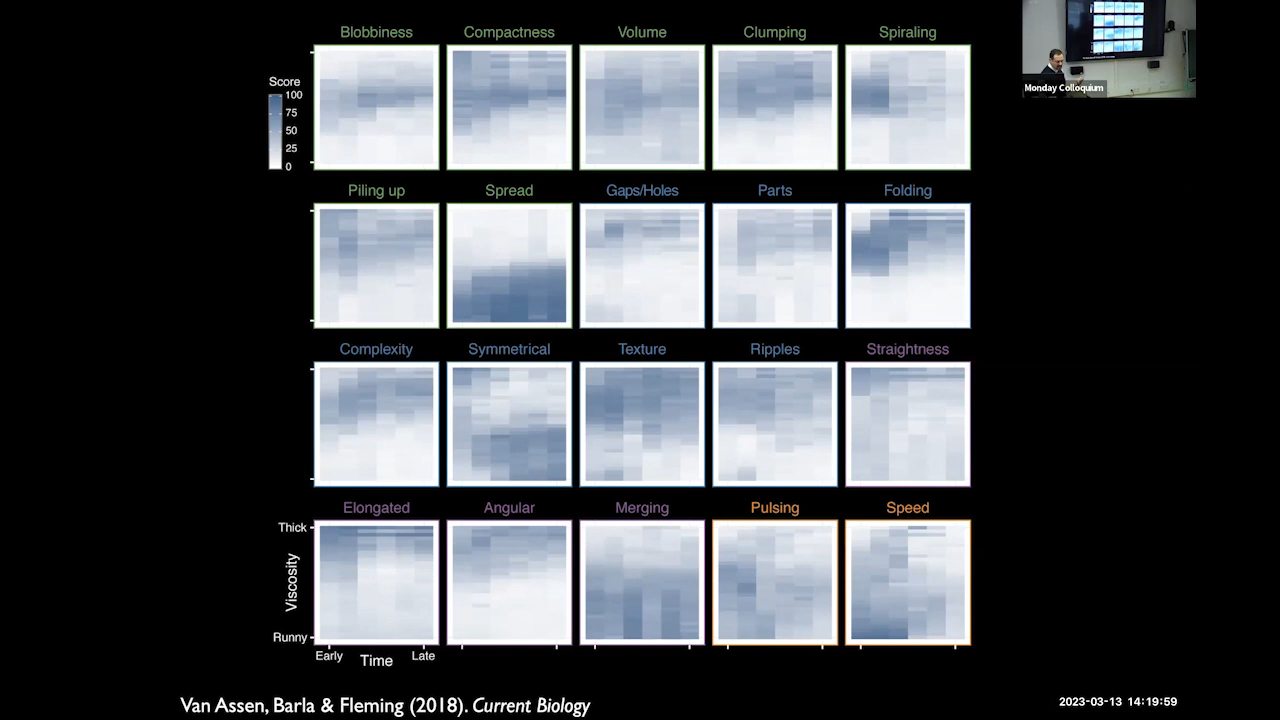 Blobbiness Compactness Volume Clumping Spiraling
Score
100
75
50
25
0
Monday Colloquium
Piling up Spread Gaps/Holes Parts Folding
Complexity Symmetrical Texture Ripples Straightness
Elongated Angular Merging Pulsing Speed
Thick
Viscosity
Runny
Early Time Late
Van Assen, Barla & Fleming (2018). Current Biology
2023-03-13 14:19:59